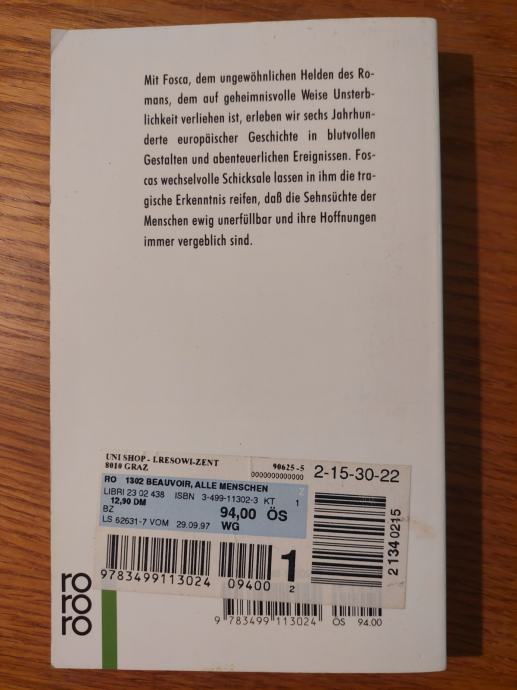 Mit Fosca, dem ungewöhnlichen Helden des Ro-
mans, dem auf geheimnisvolle Weise Unsterb-
lichkeit verliehen ist, erleben wir sechs Jahrhun-
derte europäischer Geschichte in blutvollen
Gestalten und abenteuerlichen Ereignissen. Fos-
cas wechselvolle Schicksale lassen in ihm die tra-
gische Erkenntnis reifen, daß die Sehnsüchte der
Menschen ewig unerfüllbar und ihre Hoffnungen
immer vergeblich sind.
UNI SHOP - I.RESOWI-ZENT 90625-5
8010 GRAZ 0000000000000
2-15-30-22
RO 1302 BEAUVOIR, ALLE MENSCHEN Z
LIBRI 23 02 438 ISBN 3-499-11302-3 KT 1
12,90 DM 94,00 ÖS
BZ
LS 62631-7 VOM 29.09.97 WG
9783499113024 09400 1 2
21340215
ro
ro
ro
9 783499 113024 ÖS 94.00